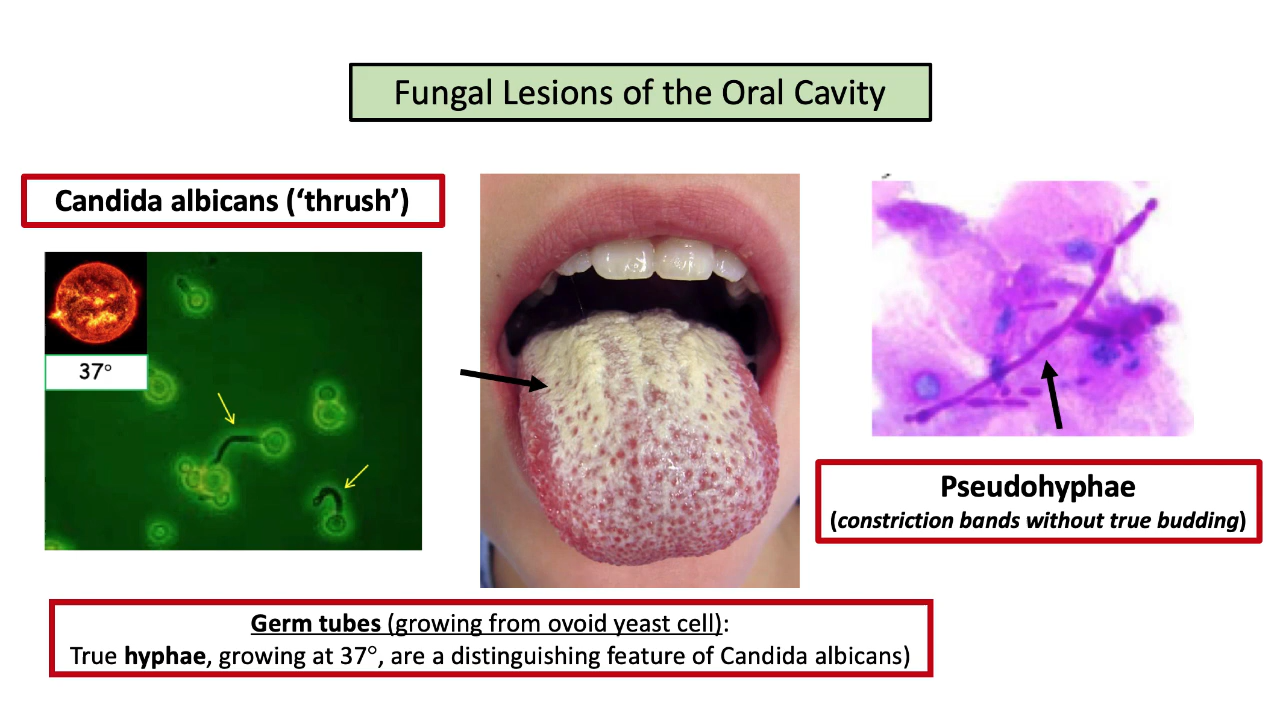 Fungal Lesions of the Oral Cavity
Candida albicans (‘thrush’)
37°
Pseudohyphae
(constriction bands without true budding)
Germ tubes (growing from ovoid yeast cell):
True hyphae, growing at 37°, are a distinguishing feature of Candida albicans)